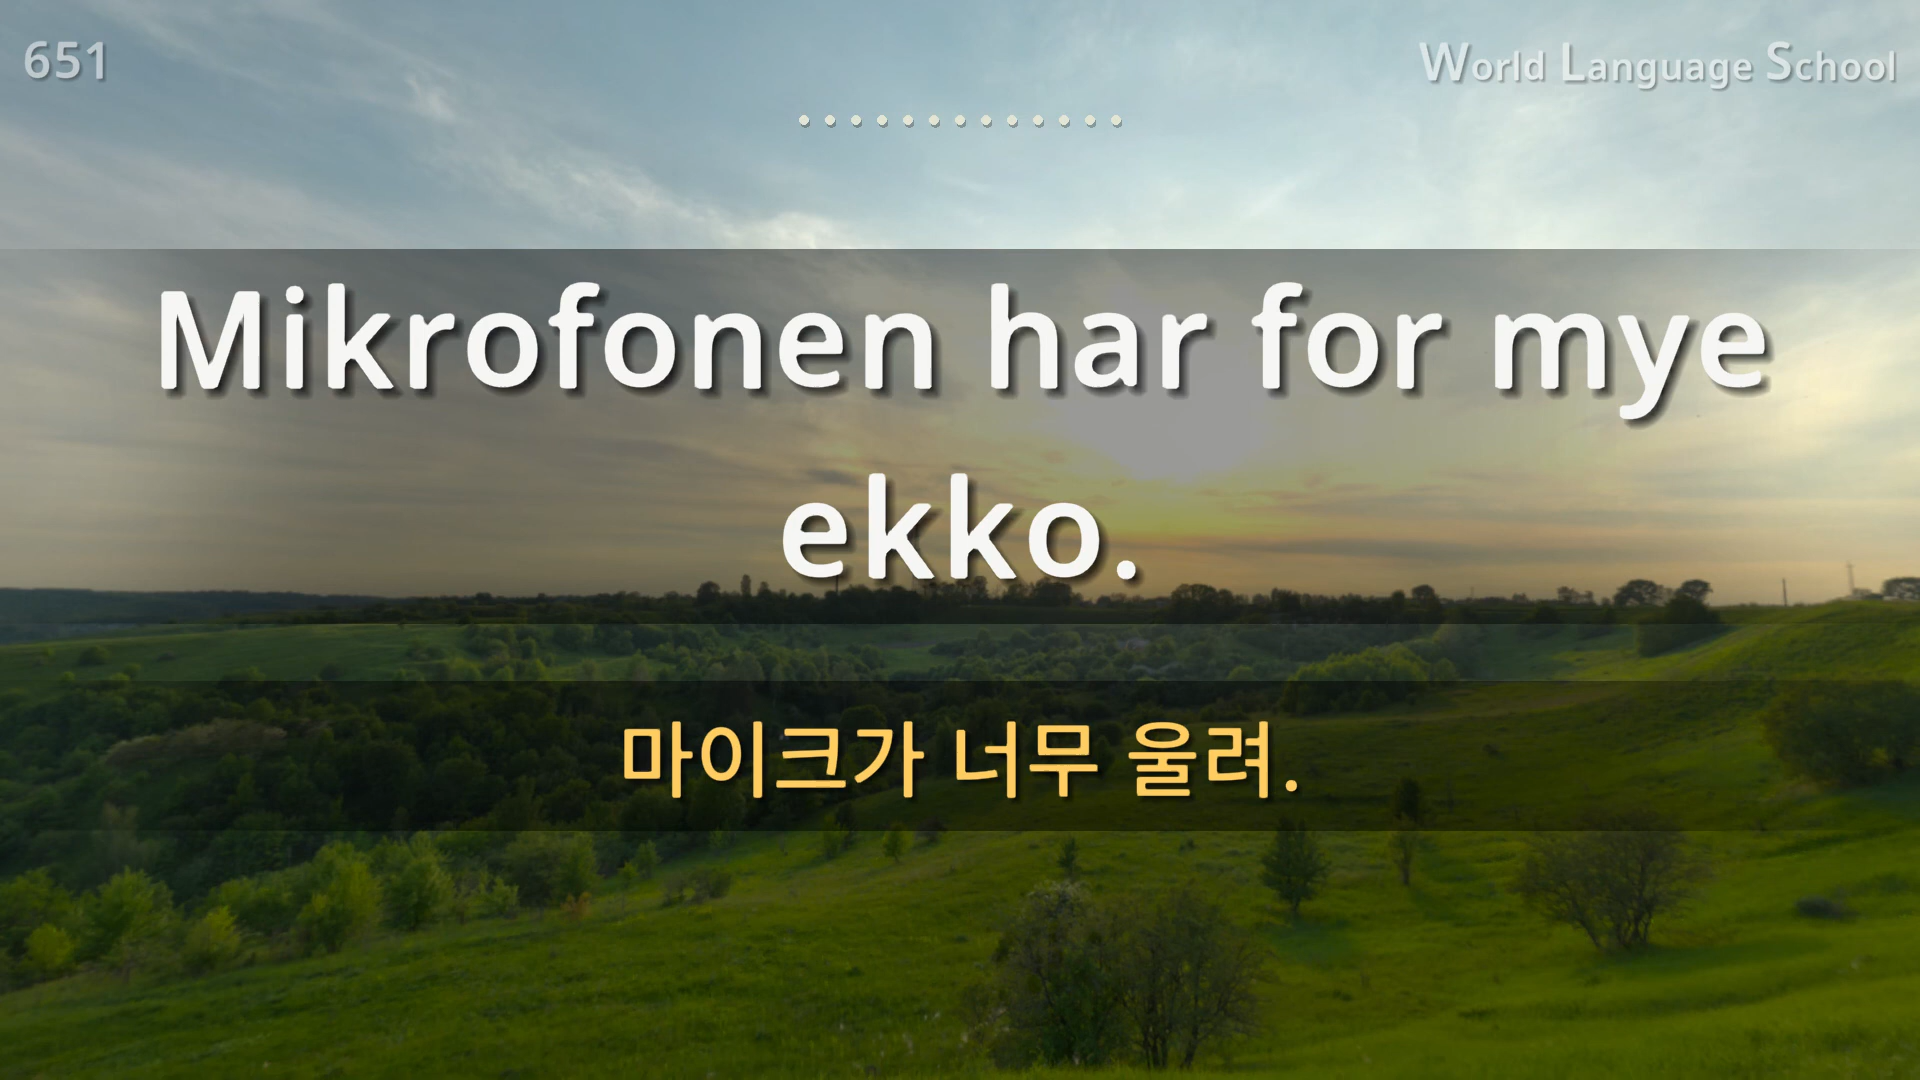 651
World Language School
Mikrofonen har for mye
ekko.
마이크가 너무 울려.